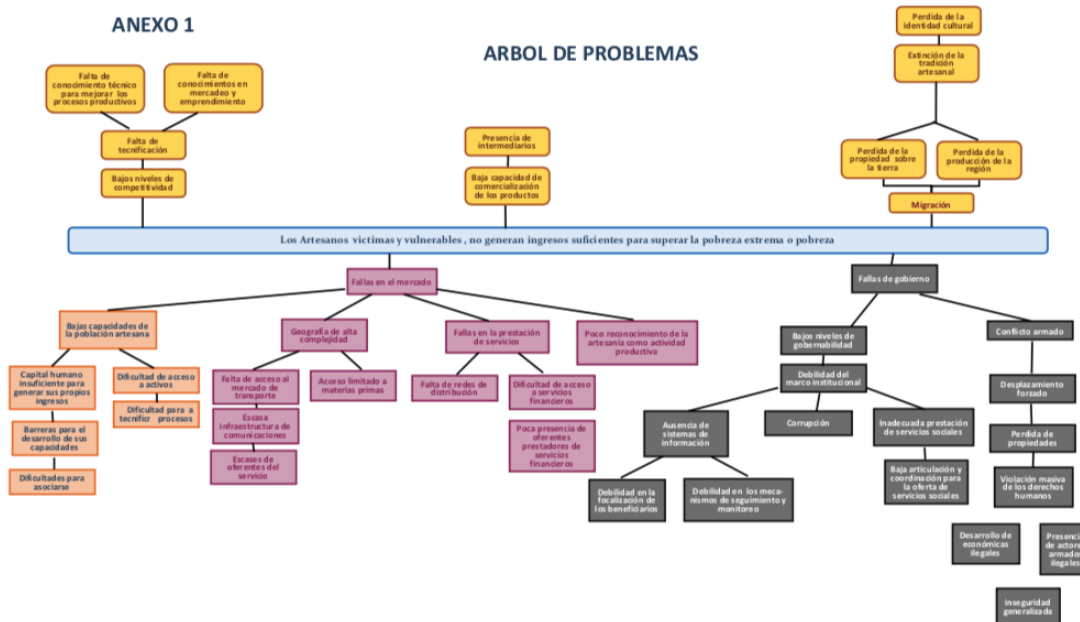 ANEXO 1
ARBOL DE PROBLEMAS
Perdida de la
identidad cultural
Extinción de la
tradición
artesanal
Falta de
conocimiento técnico
para mejorar los
procesos productivos
Falta de
conocimientos en
mercadeo y
emprendimiento
Falta de
tecnificación
Bajos niveles de
competitividad
Presencia de
intermediarios
Baja capacidad de
comercialización
de los productos
Perdida de la
propiedad sobre
la tierra
Perdida de la
producción de la
región
Migración
Los Artesanos victimas y vulnerables , no generan ingresos suficientes para superar la pobreza extrema o pobreza
Fallas en el mercado
Bajas capacidades de
la población artesana
Capital humano
insuficiente para
generar sus propios
ingresos
Barreras para el
desarrollo de sus
capacidades
Dificultades para
asociarse
Dificultad de acceso
a activos
Dificultad para a
tecnificr procesos
Geografía de alta
complejidad
Falta de acceso al
mercado de
transporte
Escasa
infraestructura de
comunicaciones
Escases de
oferentes del
servicio
Acceso limitado a
materias primas
Fallas en la prestación
de servicios
Falta de redes de
distribución
Dificultad de acceso
a servicios
financieros
Poca presencia de
oferentes
prestadores de
servicios
financieros
Poco reconocimiento de la
artesanía como actividad
productiva
Fallas de gobierno
Bajos niveles de
gobernabilidad
Debilidad del
marco institucional
Ausencia de
sistemas de
información
Debilidad en la
focalización de
los beneficiarios
Debilidad en los meca-
nismos de seguimiento y
monitoreo
Corrupción
Inadecuada prestación
de servicios sociales
Baja articulación y
coordinación para
la oferta de
servicios sociales
Conflicto armado
Desplazamiento
forzado
Perdida de
propiedades
Violación masiva
de los derechos
humanos
Desarrollo de
económicas
ilegales
Presenci
de actore
armados
ilegales
inseguridad
generalizada